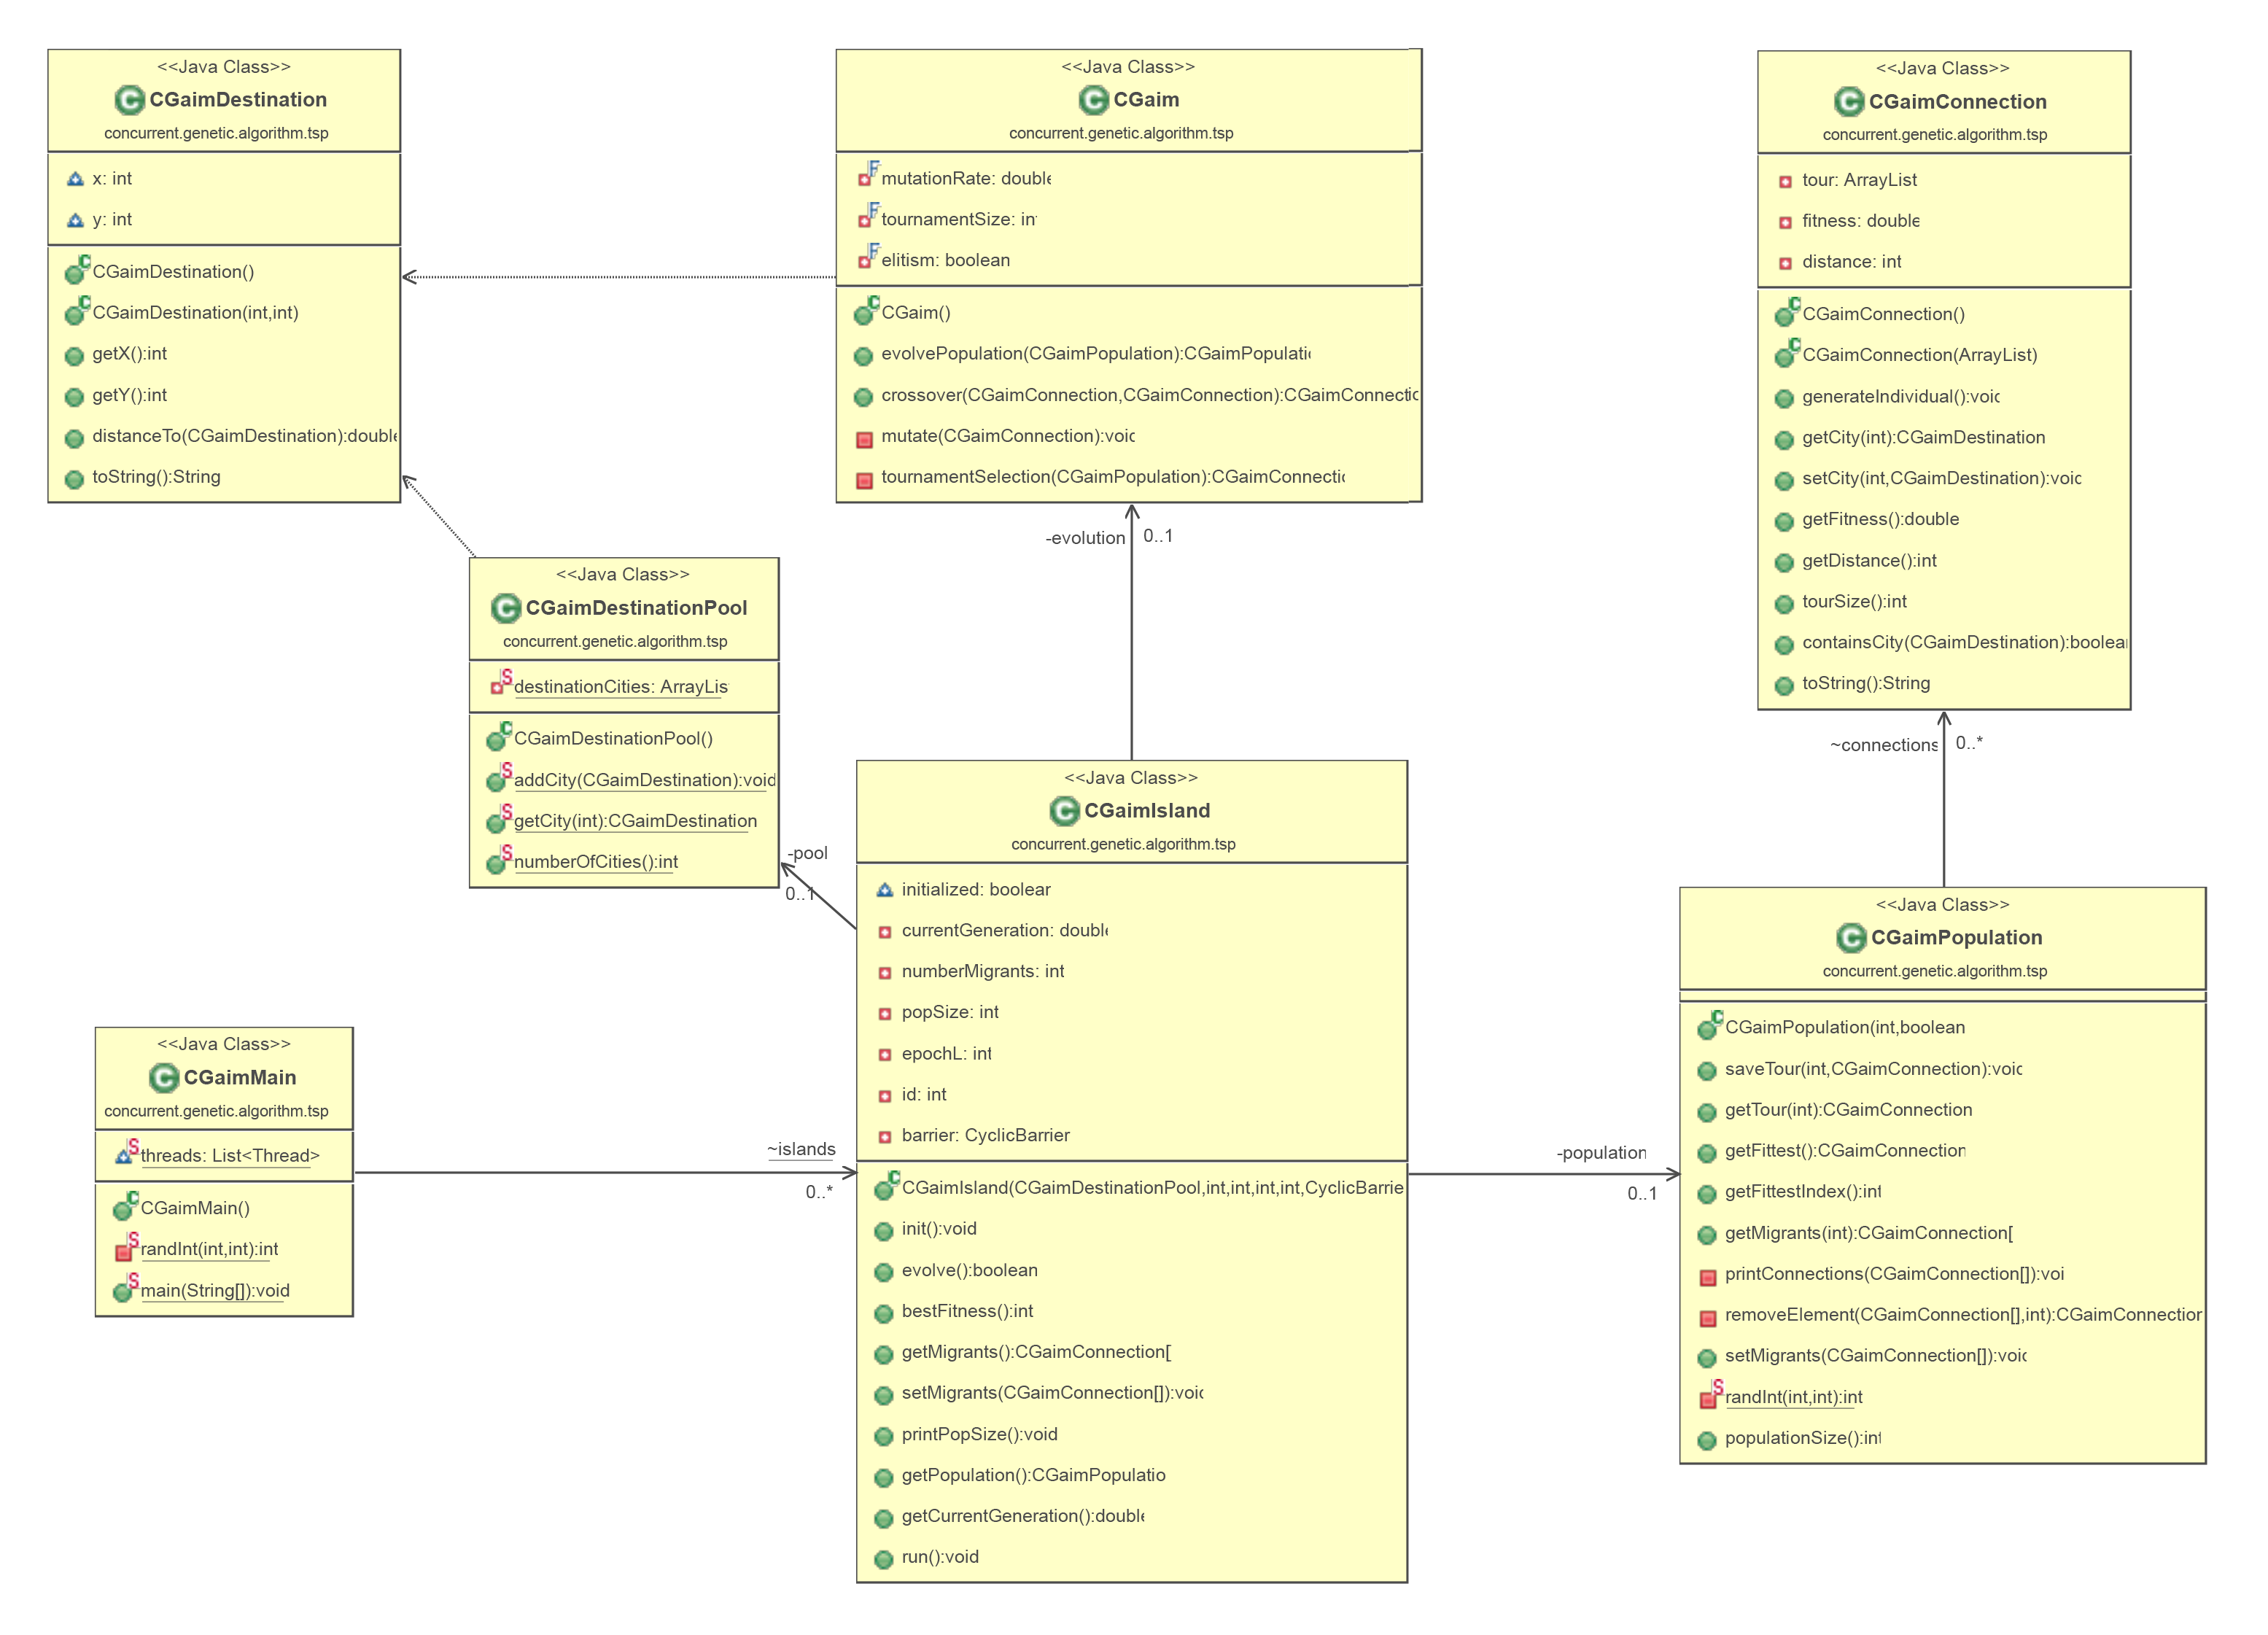 <<Java Class>>
CGaimDestination
concurrent.genetic.algorithm.tsp
x: int
y: int
CGaimDestination()
CGaimDestination(int,int)
getX():int
getY():int
distanceTo(CGaimDestination):double
toString():String
<<Java Class>>
CGaim
concurrent.genetic.algorithm.tsp
F mutationRate: double
F tournamentSize: int
F elitism: boolean
CGaim()
evolvePopulation(CGaimPopulation):CGaimPopulatio
crossover(CGaimConnection,CGaimConnection):CGaimConnectio
mutate(CGaimConnection):void
tournamentSelection(CGaimPopulation):CGaimConnectio
<<Java Class>>
CGaimConnection
concurrent.genetic.algorithm.tsp
tour: ArrayList
fitness: double
distance: int
CGaimConnection()
CGaimConnection(ArrayList)
generateIndividual():void
getCity(int):CGaimDestination
setCity(int,CGaimDestination):void
getFitness():double
getDistance():int
tourSize():int
containsCity(CGaimDestination):boolean
toString():String
-evolution 0..1
<<Java Class>>
CGaimDestinationPool
concurrent.genetic.algorithm.tsp
S destinationCities: ArrayLis
CGaimDestinationPool()
S addCity(CGaimDestination):void
S getCity(int):CGaimDestination
S numberOfCities():int
-pool
0..1
~connections 0..*
<<Java Class>>
CGaimIsland
concurrent.genetic.algorithm.tsp
initialized: boolean
currentGeneration: double
numberMigrants: int
popSize: int
epochL: int
id: int
barrier: CyclicBarrier
CGaimIsland(CGaimDestinationPool,int,int,int,int,CyclicBarrie
init():void
evolve():boolean
bestFitness():int
getMigrants():CGaimConnection[
setMigrants(CGaimConnection[]):void
printPopSize():void
getPopulation():CGaimPopulatio
getCurrentGeneration():double
run():void
<<Java Class>>
CGaimMain
concurrent.genetic.algorithm.tsp
S threads: List<Thread>
CGaimMain()
S randInt(int,int):int
S main(String[]):void
~islands
0..*
-population
0..1
<<Java Class>>
CGaimPopulation
concurrent.genetic.algorithm.tsp
CGaimPopulation(int,boolean
saveTour(int,CGaimConnection):void
getTour(int):CGaimConnection
getFittest():CGaimConnection
getFittestIndex():int
getMigrants(int):CGaimConnection[
printConnections(CGaimConnection[]):voi
removeElement(CGaimConnection[],int):CGaimConnection
setMigrants(CGaimConnection[]):void
S randInt(int,int):int
populationSize():int